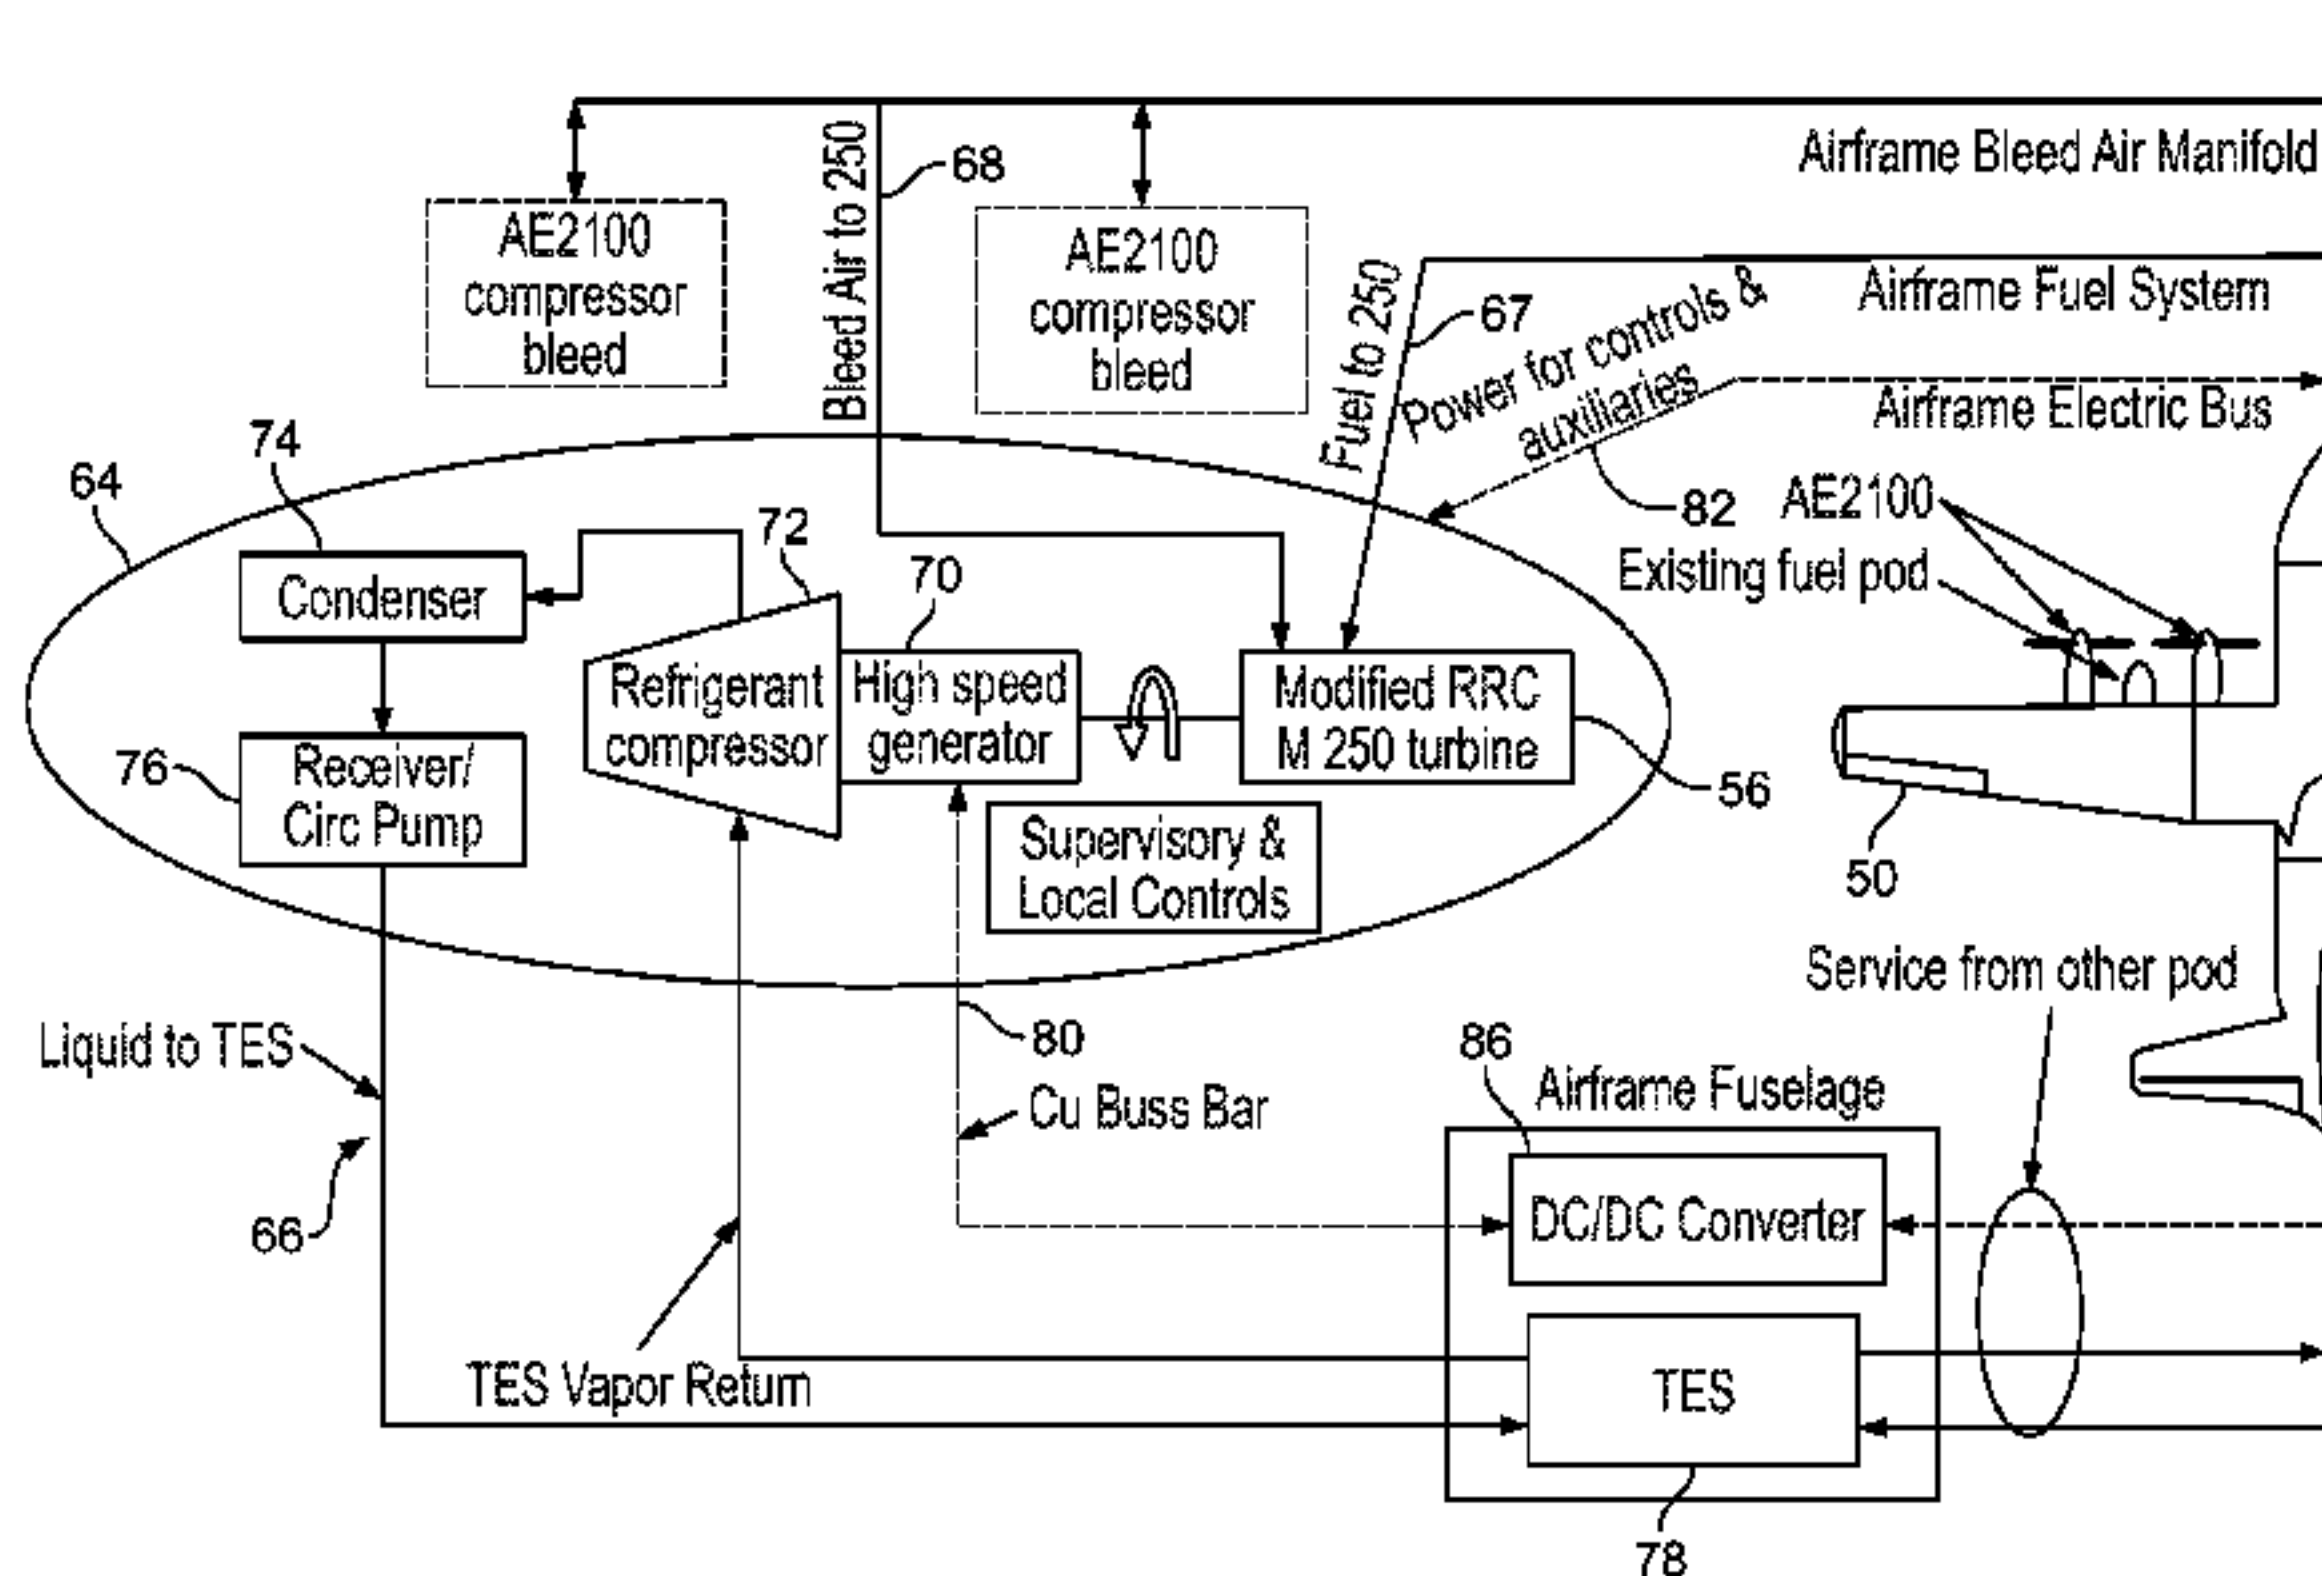 Airframe Bleed Air Manifold
Bleed Air to 250
68
AE2100
compressor
bleed
AE2100
compressor
bleed
Fuel to 250
67
Power for controls &
auxiliaries
Airframe Fuel System
Airframe Electric Bus
82
AE2100
Existing fuel pod
64
74
72
70
Condenser
Refrigerant
compressor
High speed
generator
Modified RRC
M 250 turbine
56
76
Receiver/
Circ Pump
Supervisory &
Local Controls
50
Service from other pod
Liquid to TES
80
Cu Buss Bar
86
Airframe Fuselage
DC/DC Converter
66
TES Vapor Return
TES
78